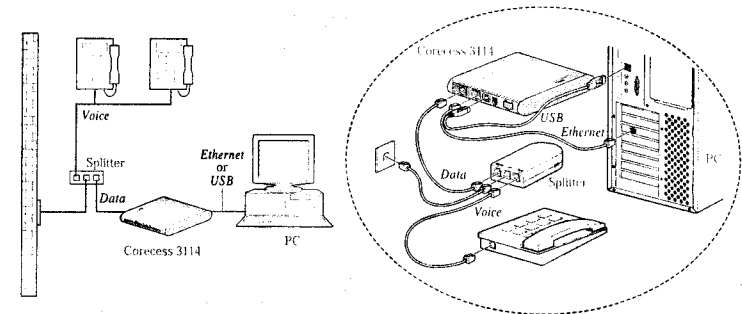 Voice
Splitter
Data
Ethernet
or
USB
Corecess 3114
PC
Corecess 3114
USB
Ethernet
PC
Data
Splitter
Voice